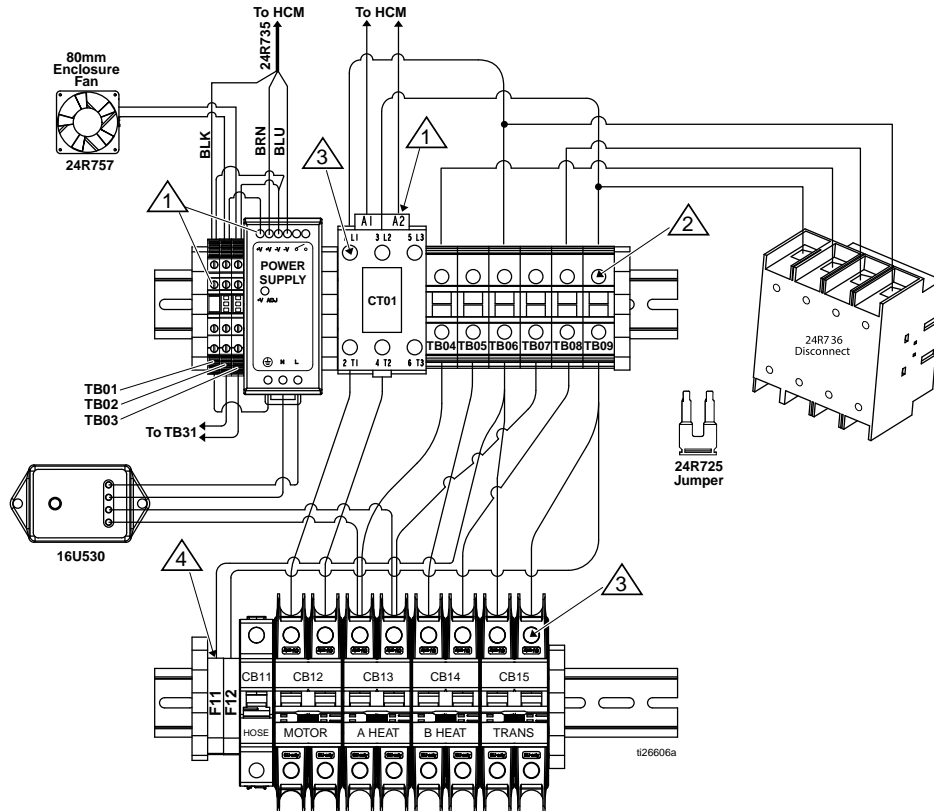 To HCM
To HCM
24R735
80mm
Enclosure
Fan
24R757
BLK
BRN
BLU
1
3
1
2
A1 A2
1 L1 3 L2 5 L3
+V +V -V -V
POWER
SUPPLY
+V ADJ
N L
CT01
2 T1 4 T2 6 T3
TB04 TB05 TB06 TB07 TB08 TB09
24R736
Disconnect
TB01
TB02
TB03
To TB31
24R725
Jumper
16U530
4
3
F11
F12
CB11 CB12 CB13 CB14 CB15
HOSE MOTOR A HEAT B HEAT TRANS
ti26606a